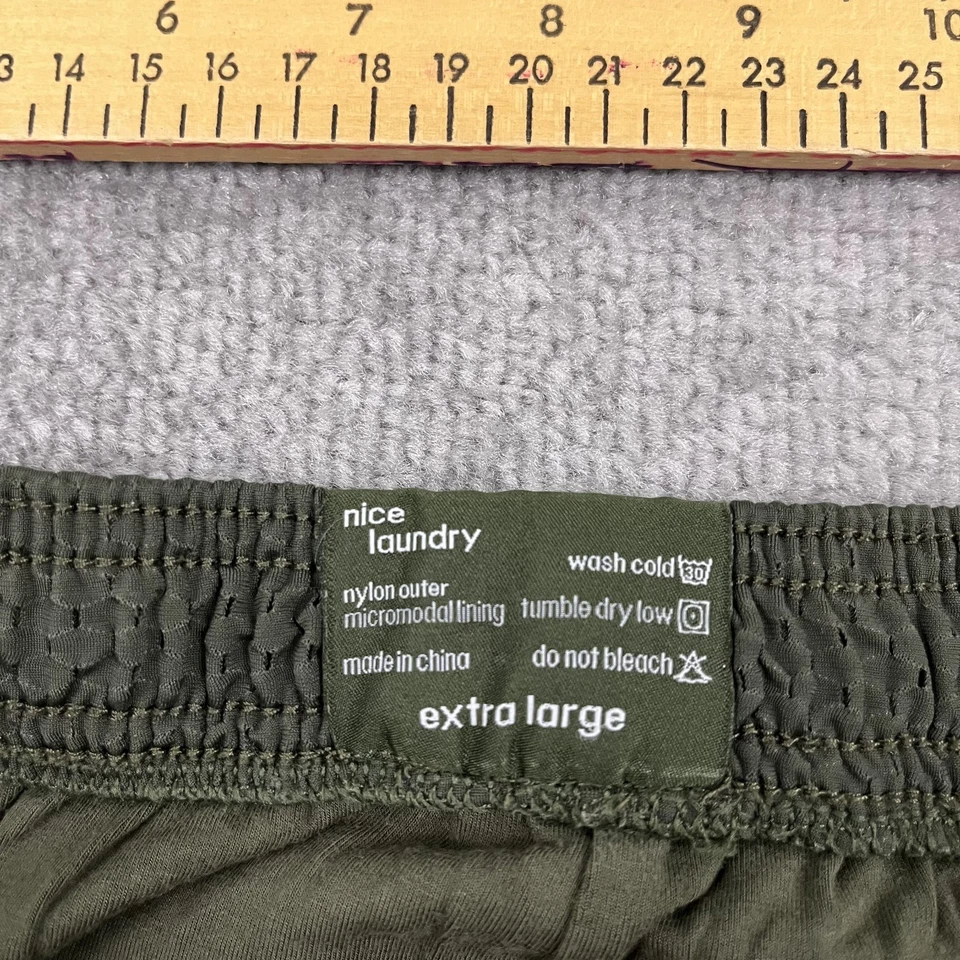 6 7 8 9 10
3 14 15 16 17 18 19 20 21 22 23 24 25
nice
laundry
nylon outer
micromodal lining
made in china
wash cold 30
tumble dry low
do not bleach
extra large